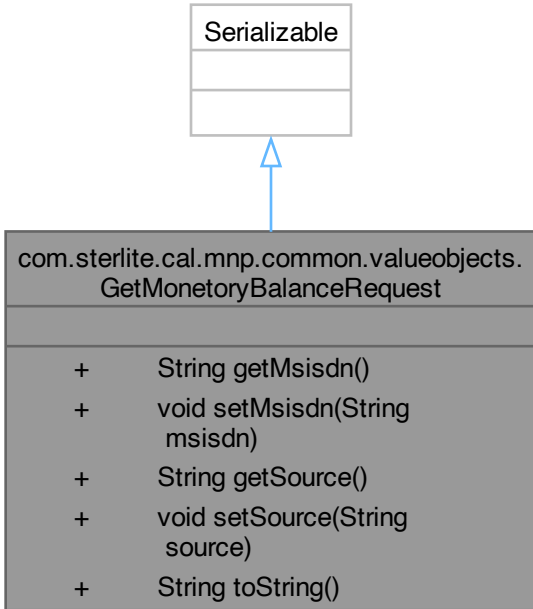 Serializable
com.sterlite.cal.mnp.common.valueobjects.
GetMonetoryBalanceRequest
+ String getMsisdn()
+ void setMsisdn(String
msisdn)
+ String getSource()
+ void setSource(String
source)
+ String toString()